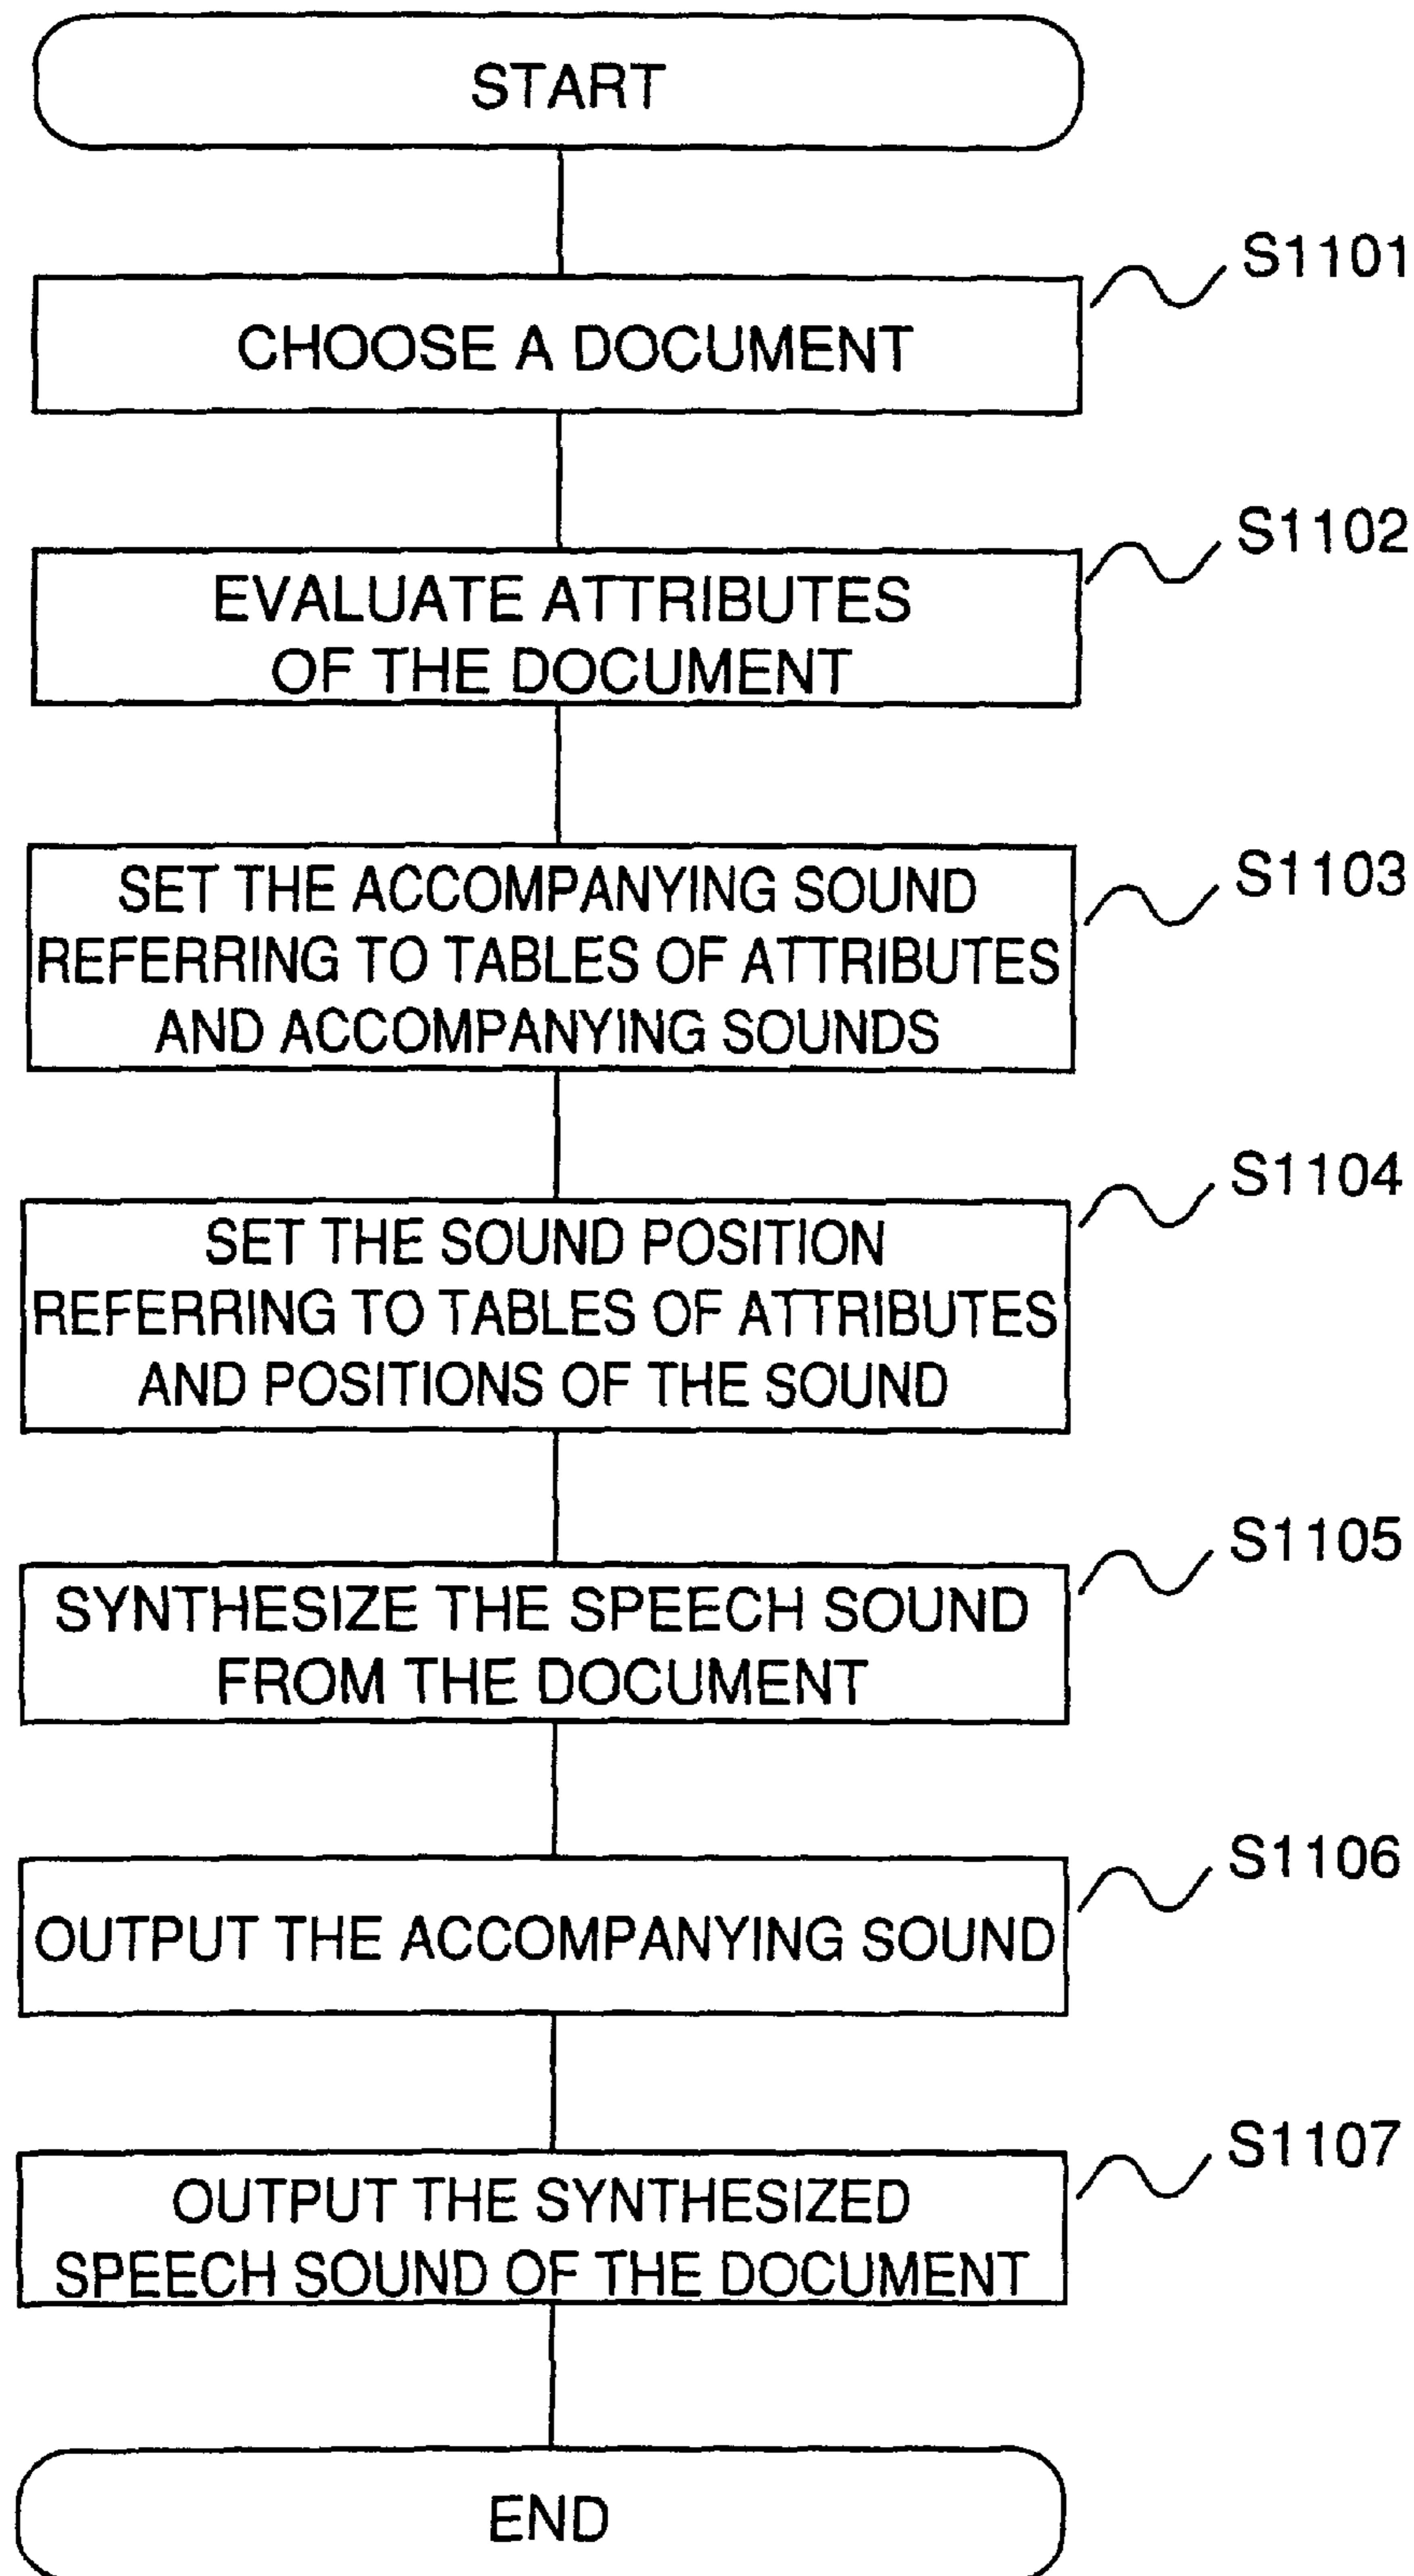 START
S1101
CHOOSE A DOCUMENT
S1102
EVALUATE ATTRIBUTES
OF THE DOCUMENT
S1103
SET THE ACCOMPANYING SOUND
REFERRING TO TABLES OF ATTRIBUTES
AND ACCOMPANYING SOUNDS
S1104
SET THE SOUND POSITION
REFERRING TO TABLES OF ATTRIBUTES
AND POSITIONS OF THE SOUND
S1105
SYNTHESIZE THE SPEECH SOUND
FROM THE DOCUMENT
S1106
OUTPUT THE ACCOMPANYING SOUND
S1107
OUTPUT THE SYNTHESIZED
SPEECH SOUND OF THE DOCUMENT
END